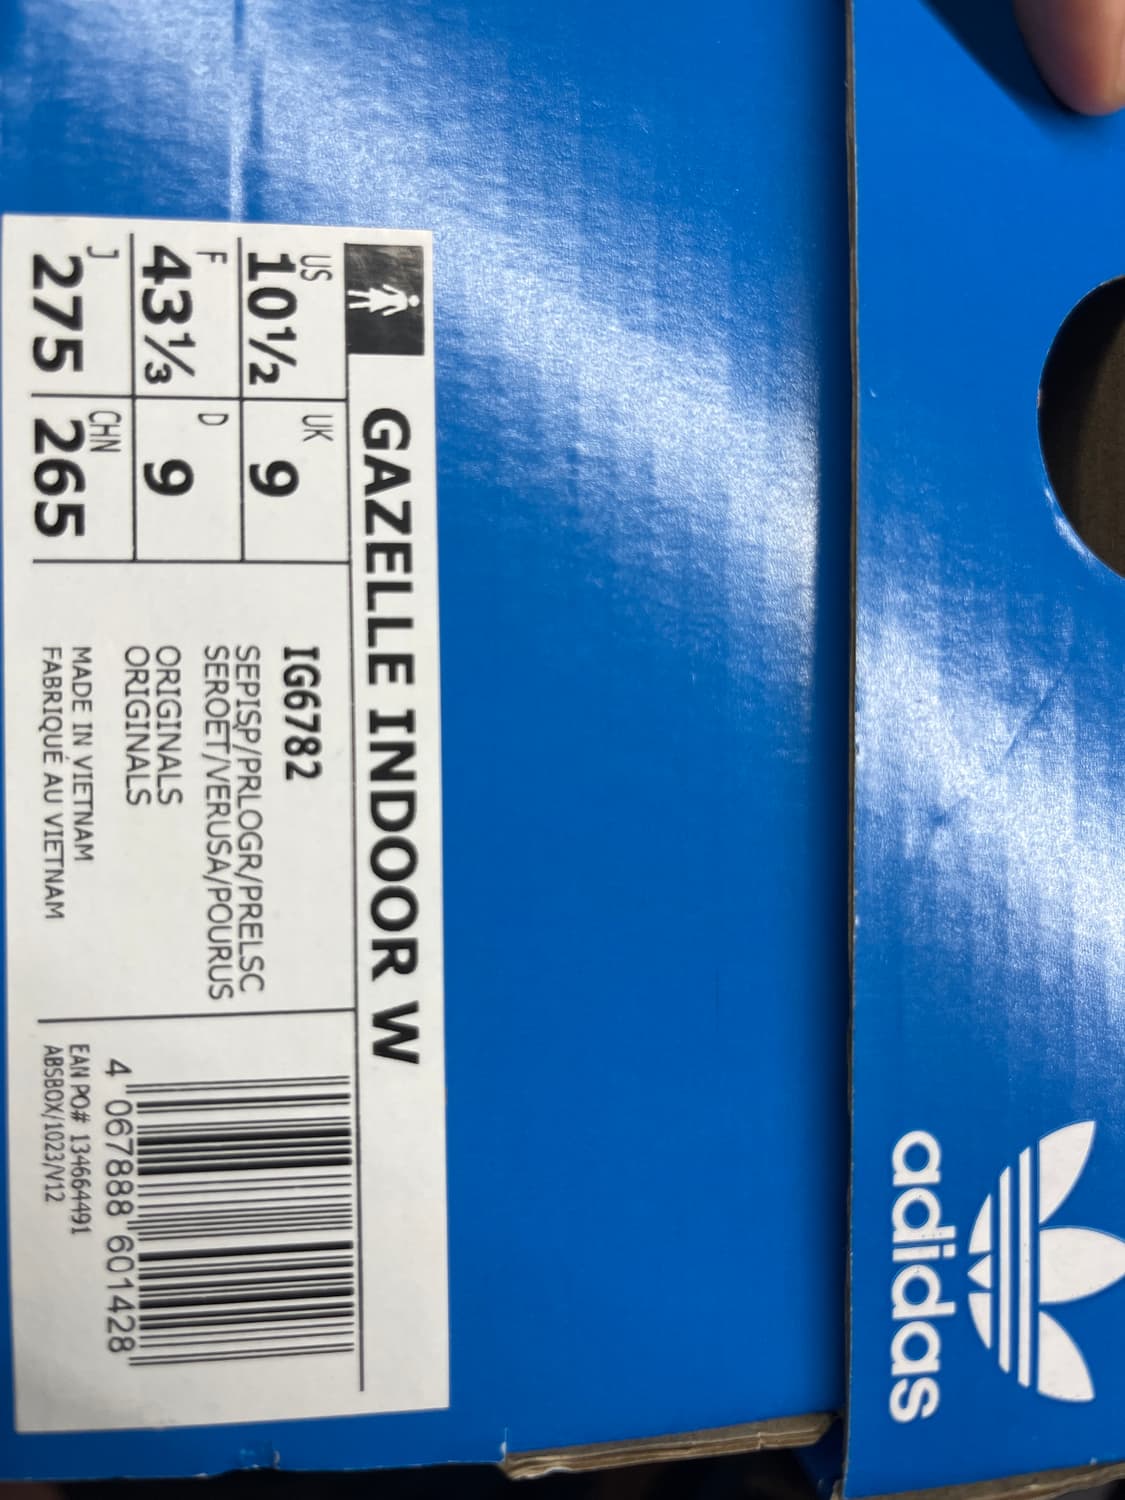 GAZELLE INDOOR W
US
10½
UK
9
F
43⅓
D
9
J
275
CHN
265
IG6782
SEPISP/PRLOGR/PRELSC
SEROET/VERUSA/POURUS
ORIGINALS
ORIGINALS
MADE IN VIETNAM
FABRIQUÉ AU VIETNAM
4 067888 601428
EAN PO# 134664491
ABSBOX/1023/V12
adidas